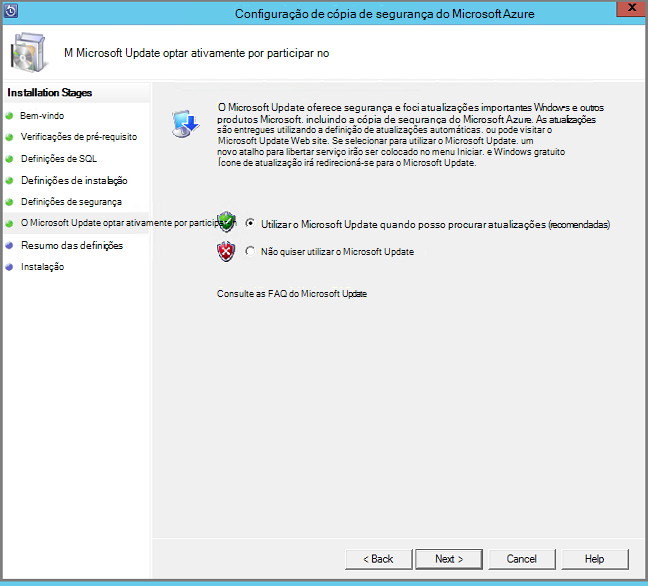 Configuração de cópia de segurança do Microsoft Azure
X
M Microsoft Update optar ativamente por participar no
Installation Stages
Bem-vindo
Verificações de pré-requisito
Definições de SQL
Definições de instalação
Definições de segurança
O Microsoft Update optar ativamente por participar
Resumo das definições
Instalação
O Microsoft Update oferece segurança e foci atualizações importantes Windows e outros
produtos Microsoft. incluindo a cópia de segurança do Microsoft Azure. As atualizações
são entregues utilizando a definição de atualizações automáticas. ou pode visitar o
Microsoft Update Web site. Se selecionar para utilizar o Microsoft Update. um
novo atalho para libertar serviço irão ser colocado no menu Iniciar. e Windows gratuito
Ícone de atualização irá redirecioná-se para o Microsoft Update.
Utilizar o Microsoft Update quando posso procurar atualizações (recomendadas)
Não quiser utilizar o Microsoft Update
Consulte as FAQ do Microsoft Update
< Back
Next >
Cancel
Help